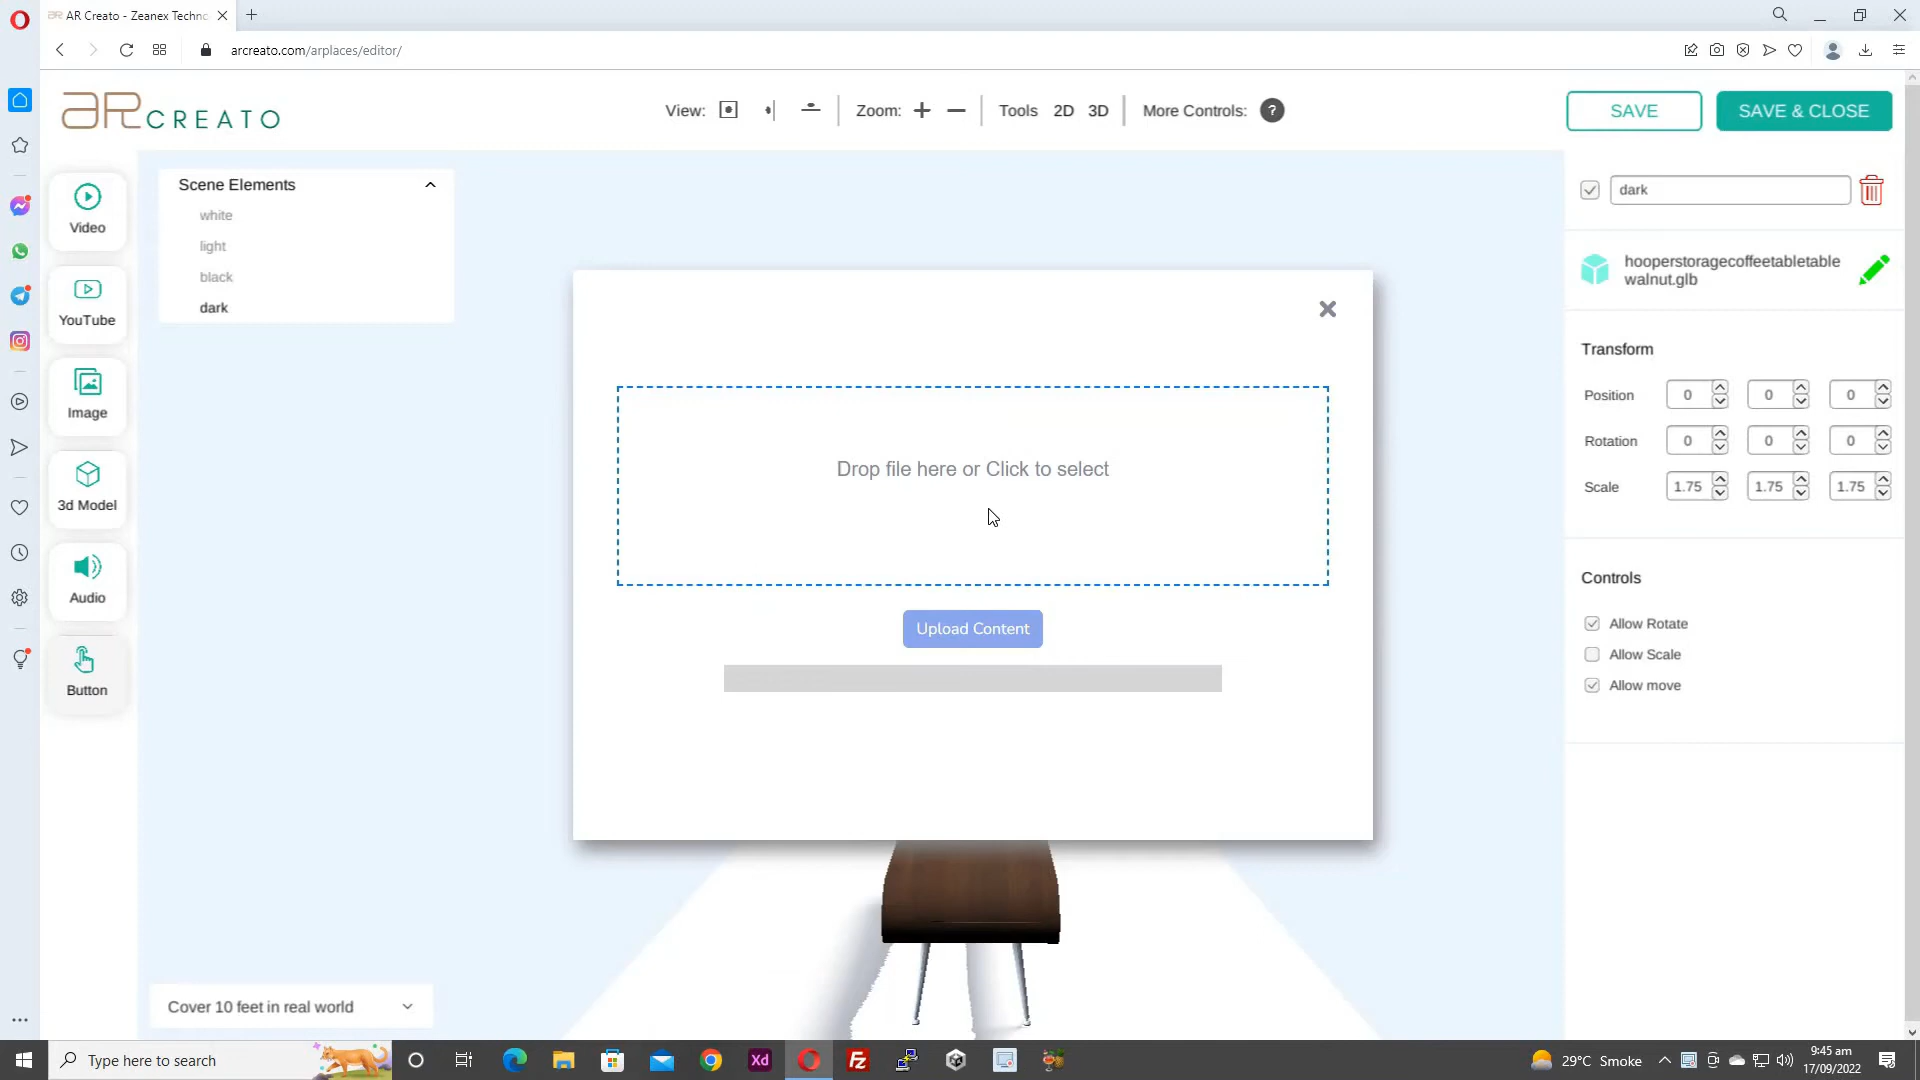 AR Creato - Zeanex Techno
arcreato.com/arplaces/editor/
aR CREATO
View:
Zoom:
Tools 2D 3D
More Controls: ?
SAVE
SAVE & CLOSE
Video
YouTube
Image
3d Model
Audio
Button
Scene Elements
white
light
black
dark
Drop file here or Click to select
Upload Content
dark
hooperstoragecoffeetabletable
walnut.glb
Transform
Position 0 0 0
Rotation 0 0 0
Scale 1.75 1.75 1.75
Controls
Allow Rotate
Allow Scale
Allow move
Cover 10 feet in real world
Type here to search
Xd
Fz
29°C Smoke
9:45 am
17/09/2022